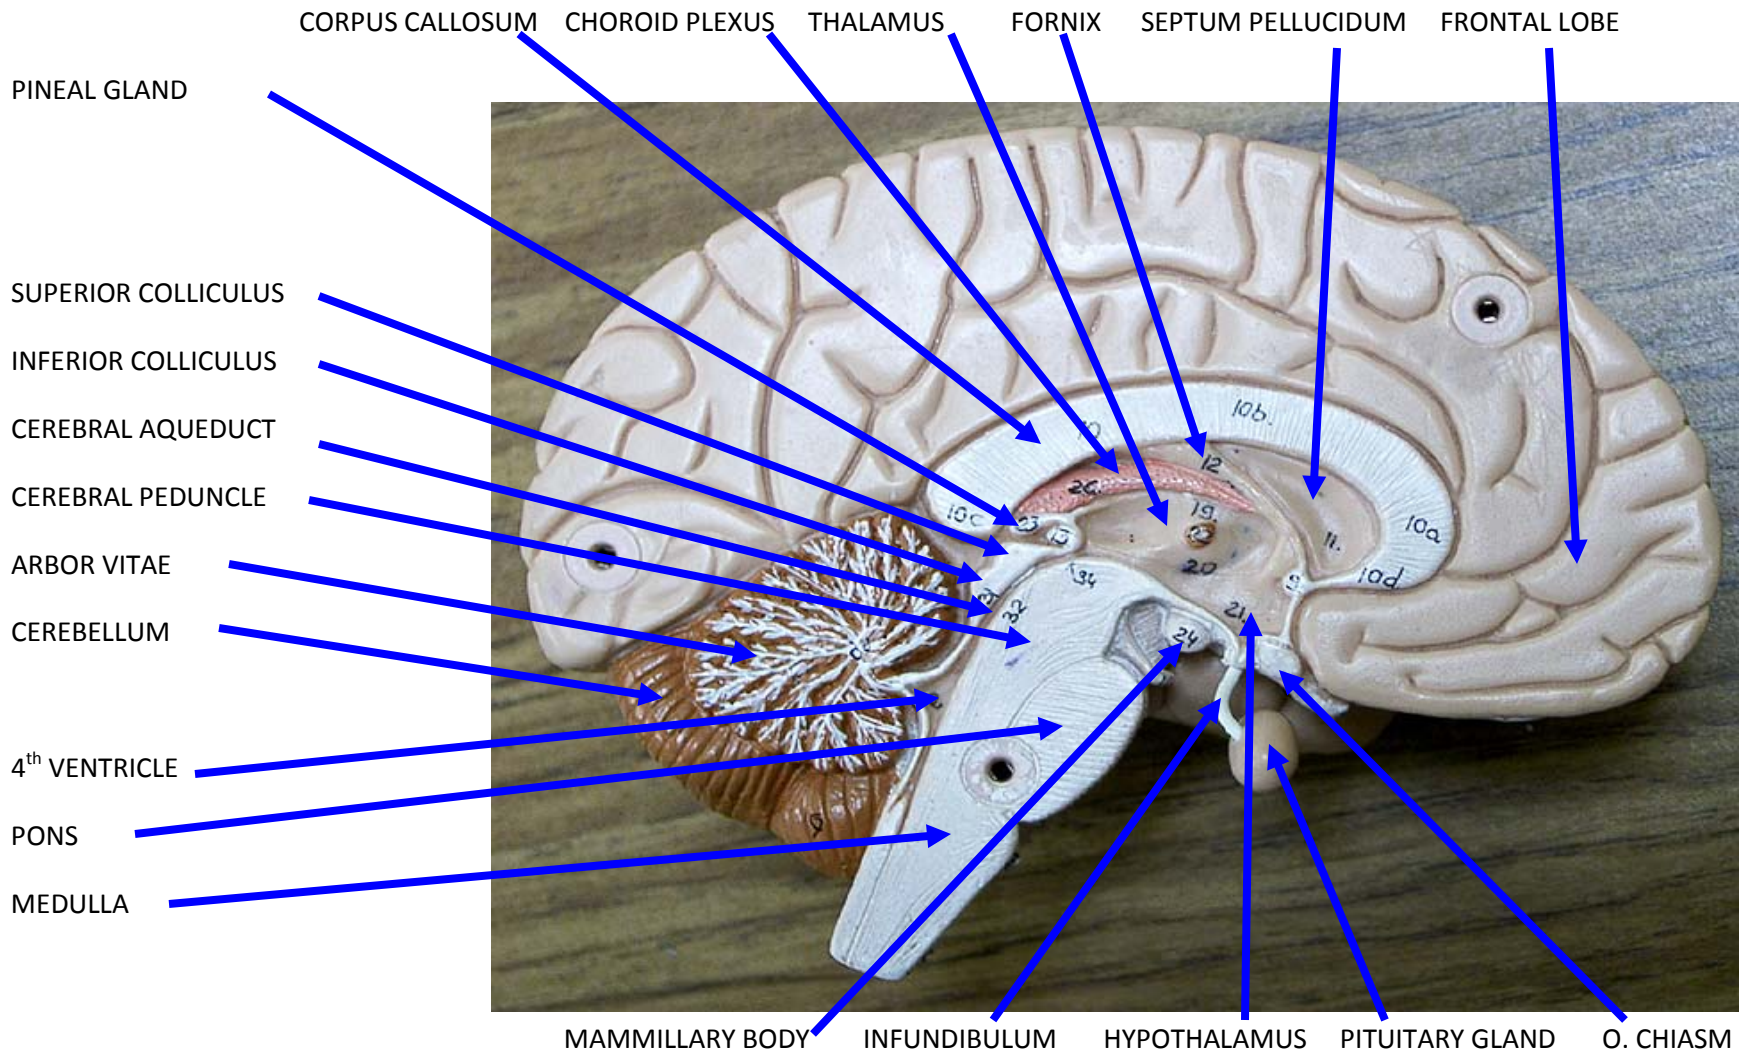 CORPUS CALLOSUM CHOROID PLEXUS THALAMUS FORNIX SEPTUM PELLUCIDUM FRONTAL LOBE
PINEAL GLAND
SUPERIOR COLLICULUS
INFERIOR COLLICULUS
CEREBRAL AQUEDUCT
CEREBRAL PEDUNCLE
ARBOR VITAE
CEREBELLUM
4th VENTRICLE
PONS
MEDULLA
10b.
10
12
26.
10c
19.
10a
11.
20
34
10d
32
21.
24
9
MAMMILLARY BODY INFUNDIBULUM HYPOTHALAMUS PITUITARY GLAND O. CHIASM